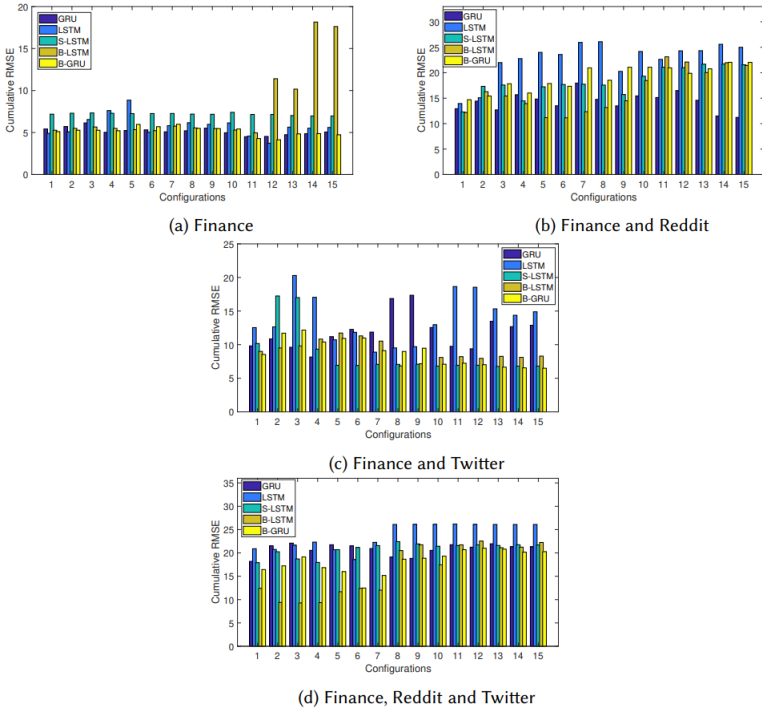 GRU
LSTM
S-LSTM
B-LSTM
B-GRU
Cumulative RMSE
20
15
10
5
0
1 2 3 4 5 6 7 8 9 10 11 12 13 14 15
Configurations
(a) Finance
GRU
LSTM
S-LSTM
B-LSTM
B-GRU
Cumulative RMSE
30
25
20
15
10
5
0
1 2 3 4 5 6 7 8 9 10 11 12 13 14 15
Configurations
(b) Finance and Reddit
GRU
LSTM
S-LSTM
B-LSTM
B-GRU
Cumulative RMSE
25
20
15
10
5
0
1 2 3 4 5 6 7 8 9 10 11 12 13 14 15
Configurations
(c) Finance and Twitter
GRU
LSTM
S-LSTM
B-LSTM
B-GRU
Cumulative RMSE
35
30
25
20
15
10
5
0
1 2 3 4 5 6 7 8 9 10 11 12 13 14 15
Configurations
(d) Finance, Reddit and Twitter